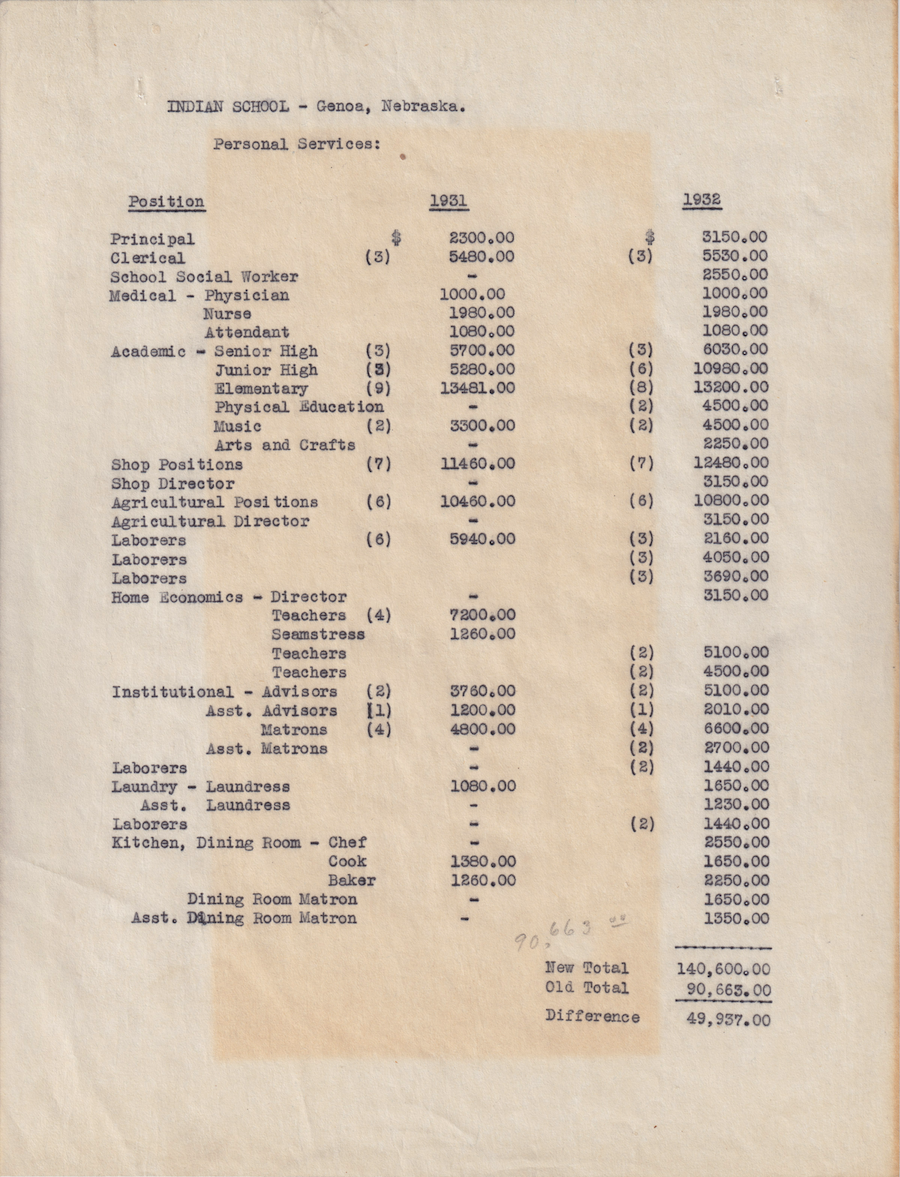 INDIAN SCHOOL - Genoa, Nebraska.
Personal Services:
Position 1931 1932
Principal $ 2300.00 $ 3150.00
Clerical (3) 5480.00 (3) 5530.00
School Social Worker - 2550.00
Medical - Physician 1000.00 1000.00
Nurse 1980.00 1980.00
Attendant 1080.00 1080.00
Academic - Senior High (3) 5700.00 (3) 6030.00
Junior High (3) 5280.00 (6) 10980.00
Elementary (9) 13481.00 (8) 13200.00
Physical Education - (2) 4500.00
Music (2) 3300.00 (2) 4500.00
Arts and Crafts - 2250.00
Shop Positions (7) 11460.00 (7) 12480.00
Shop Director - 3150.00
Agricultural Positions (6) 10460.00 (6) 10800.00
Agricultural Director - 3150.00
Laborers (6) 5940.00 (3) 2160.00
Laborers (3) 4050.00
Laborers (3) 3690.00
Home Economics - Director - 3150.00
Teachers (4) 7200.00
Seamstress 1260.00
Teachers (2) 5100.00
Teachers (2) 4500.00
Institutional - Advisors (2) 3760.00 (2) 5100.00
Asst. Advisors (1) 1200.00 (1) 2010.00
Matrons (4) 4800.00 (4) 6600.00
Asst. Matrons - (2) 2700.00
Laborers - (2) 1440.00
Laundry - Laundress 1080.00 1650.00
Asst. Laundress - 1230.00
Laborers - (2) 1440.00
Kitchen, Dining Room - Chef - 2550.00
Cook 1380.00 1650.00
Baker 1260.00 2250.00
Dining Room Matron - 1650.00
Asst. Dining Room Matron - 1350.00
90,663 00
New Total 140,600.00
Old Total 90,663.00
Difference 49,937.00